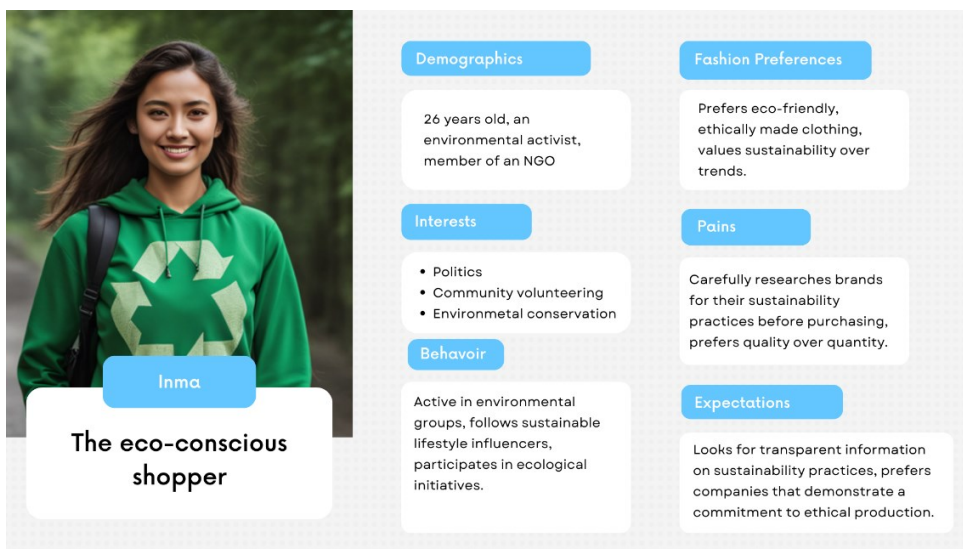 Inma
The eco-conscious
shopper
Demographics
26 years old, an
environmental activist,
member of an NGO
Interests
• Politics
• Community volunteering
• Environmetal conservation
Behavoir
Active in environmental
groups, follows sustainable
lifestyle influencers,
participates in ecological
initiatives.
Fashion Preferences
Prefers eco-friendly,
ethically made clothing,
values sustainability over
trends.
Pains
Carefully researches brands
for their sustainability
practices before purchasing,
prefers quality over quantity.
Expectations
Looks for transparent information
on sustainability practices, prefers
companies that demonstrate a
commitment to ethical production.